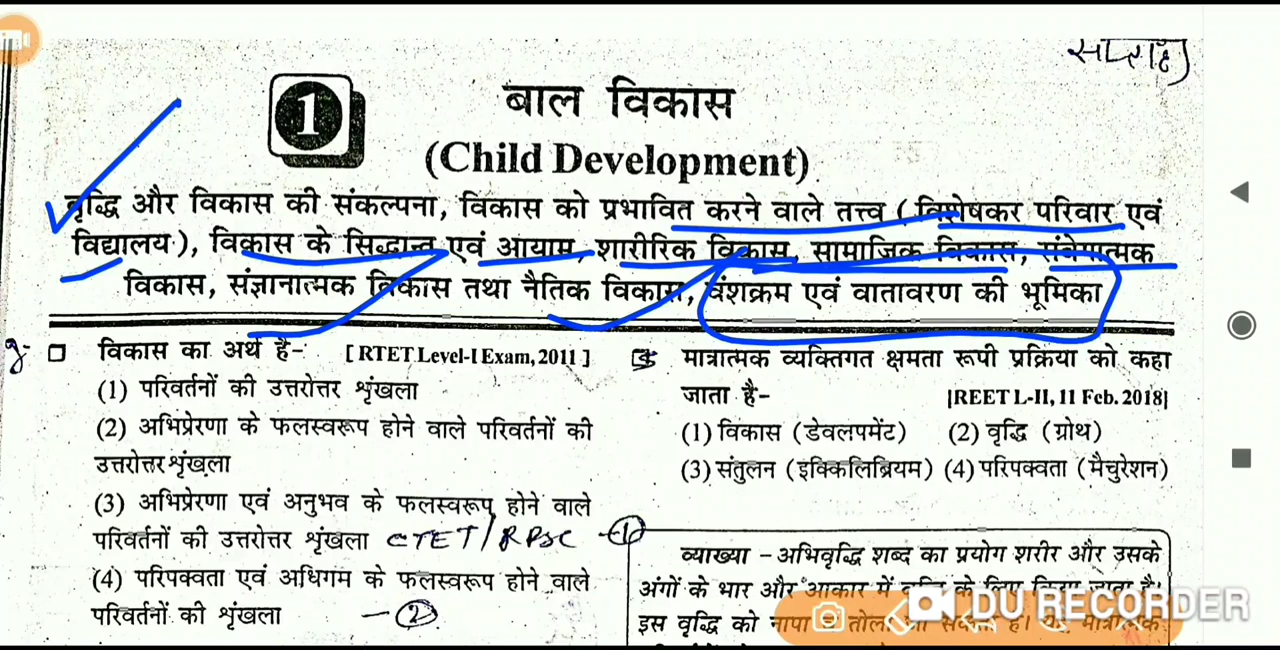 1
बाल विकास
(Child Development)
वृद्धि और विकास की संकल्पना, विकास को प्रभावित करने वाले तत्त्व (विशेषकर परिवार एवं
विद्यालय), विकास के सिद्धान्त एवं आयाम, शारीरिक विकास, सामाजिक विकास, संवेगात्मक
विकास, संज्ञानात्मक विकास तथा नैतिक विकास, वंशक्रम एवं वातावरण की भूमिका
विकास का अर्थ है- [RTET Level-I Exam, 2011]
(1) परिवर्तनों की उत्तरोत्तर शृंखला
(2) अभिप्रेरणा के फलस्वरूप होने वाले परिवर्तनों की
उत्तरोत्तर शृंखला
(3) अभिप्रेरणा एवं अनुभव के फलस्वरूप होने वाले
परिवर्तनों की उत्तरोत्तर शृंखला CTET/RPSC - 1
(4) परिपक्वता एवं अधिगम के फलस्वरूप होने वाले
परिवर्तनों की शृंखला - 2
मात्रात्मक व्यक्तिगत क्षमता रूपी प्रक्रिया को कहा
जाता है-
[REET L-II, 11 Feb. 2018]
(1) विकास (डेवलपमेंट) (2) वृद्धि (ग्रोथ)
(3) संतुलन (इक्किलिब्रियम) (4) परिपक्वता (मैचुरेशन)
व्याख्या - अभिवृद्धि शब्द का प्रयोग शरीर और उसके
अंगों के भार और आकार में वृद्धि के लिए किया जाता है।
इस वृद्धि को नापा
DU RECORDER